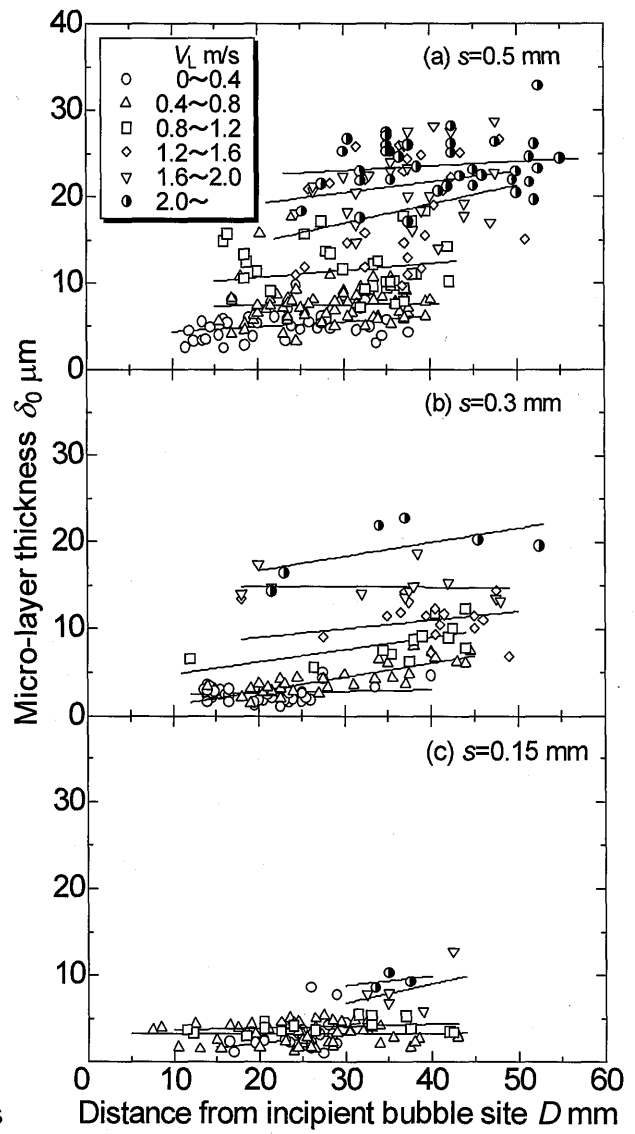 40
30
20
10
0
V_L m/s
0～0.4
0.4～0.8
0.8～1.2
1.2～1.6
1.6～2.0
2.0～
(a) s=0.5 mm
30
20
10
0
(b) s=0.3 mm
30
20
10
0
(c) s=0.15 mm
Micro-layer thickness δ₀ μm
0 10 20 30 40 50 60
s
Distance from incipient bubble site D mm